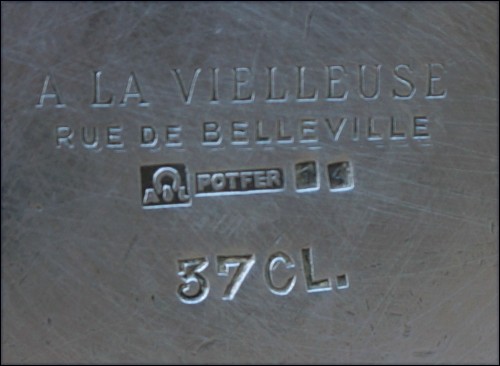 A LA VIELLEUSE
RUE DE BELLEVILLE
POTFER
37CL.